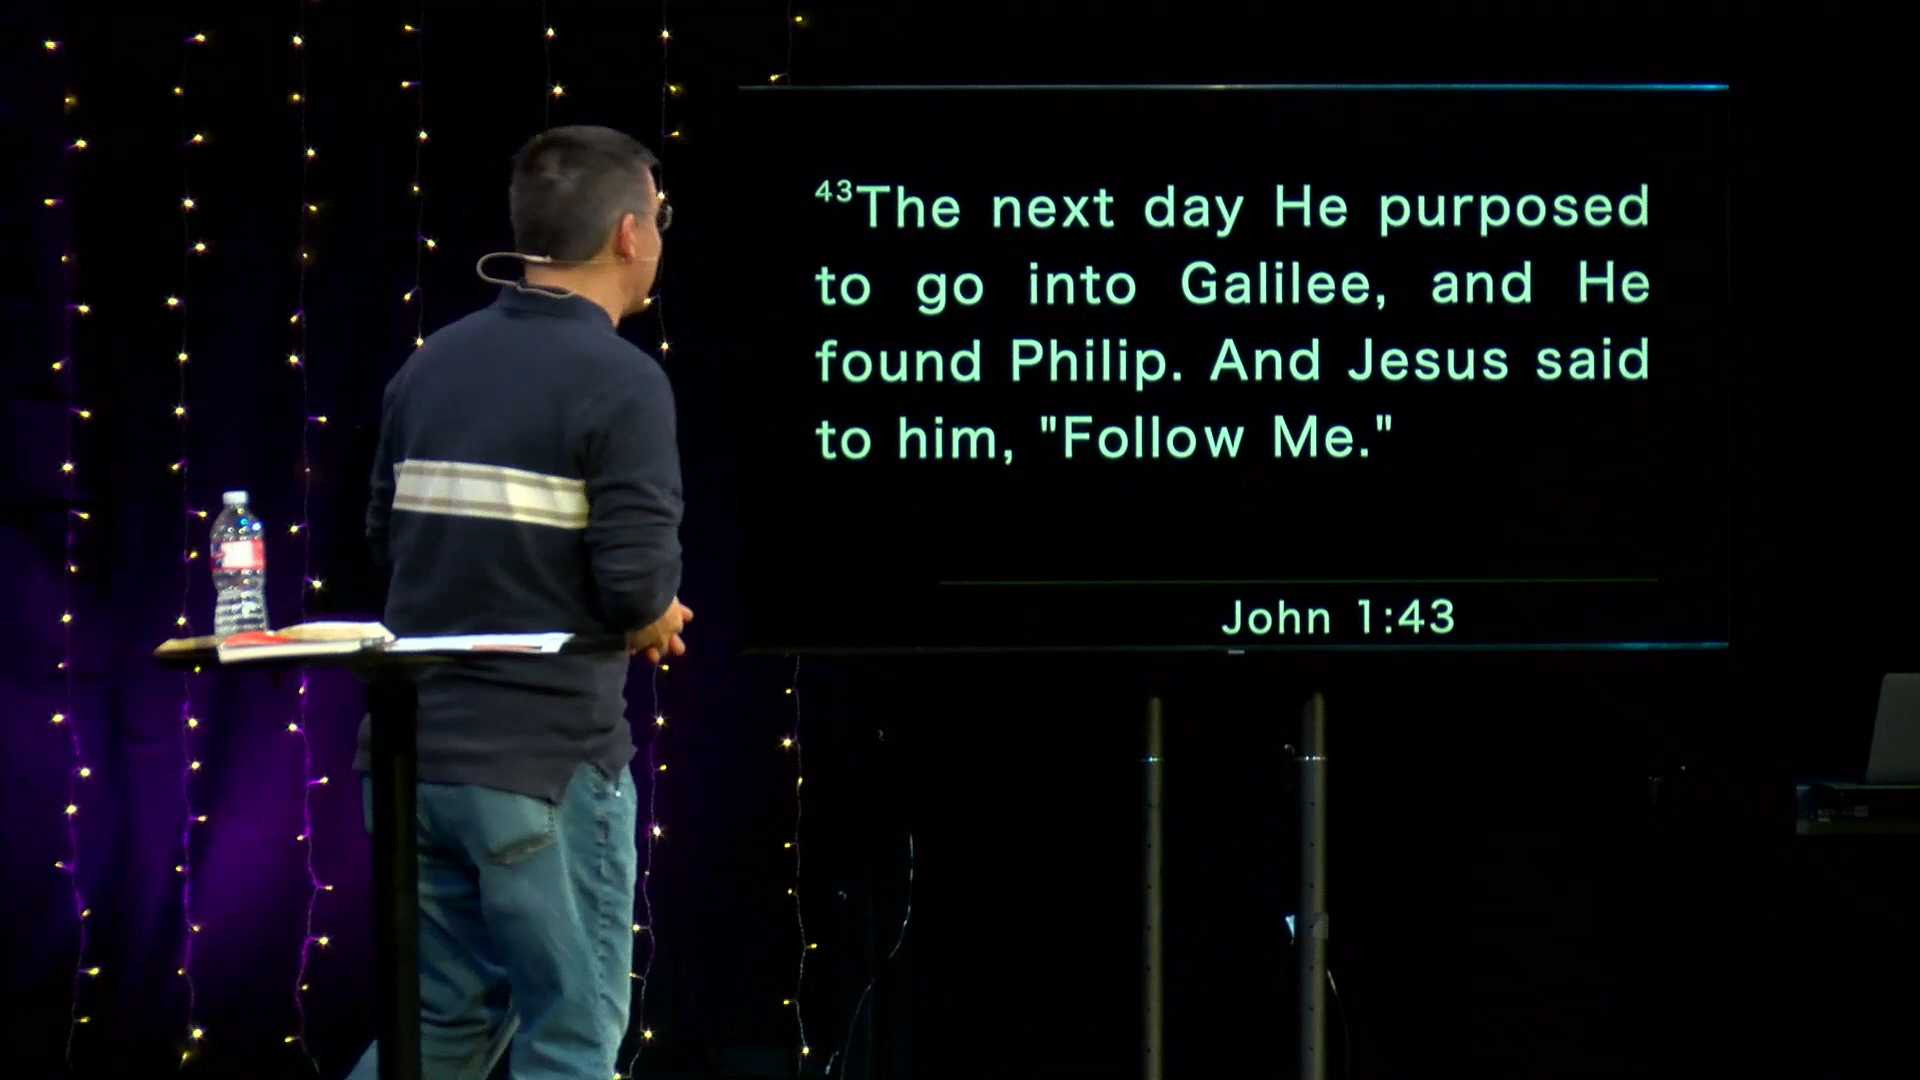 ⁴³The next day He purposed
to go into Galilee, and He
found Philip. And Jesus said
to him, "Follow Me."
John 1:43